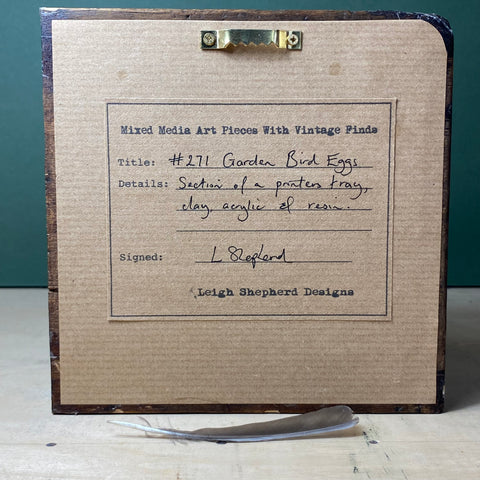 Mixed Media Art Pieces With Vintage Finds
Title: #271 Garden Bird Eggs
Details: Section of a printers tray,
clay, acrylic & resin.
Signed: L Shepherd
Leigh Shepherd Designs